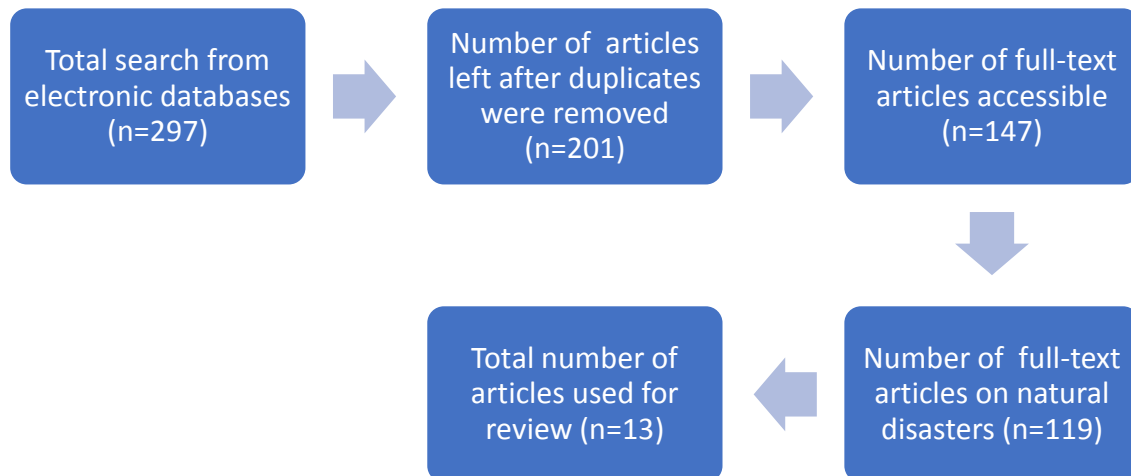 Total search from
electronic databases
(n=297)
Number of articles
left after duplicates
were removed
(n=201)
Number of full-text
articles accessible
(n=147)
Number of full-text
articles on natural
disasters (n=119)
Total number of
articles used for
review (n=13)